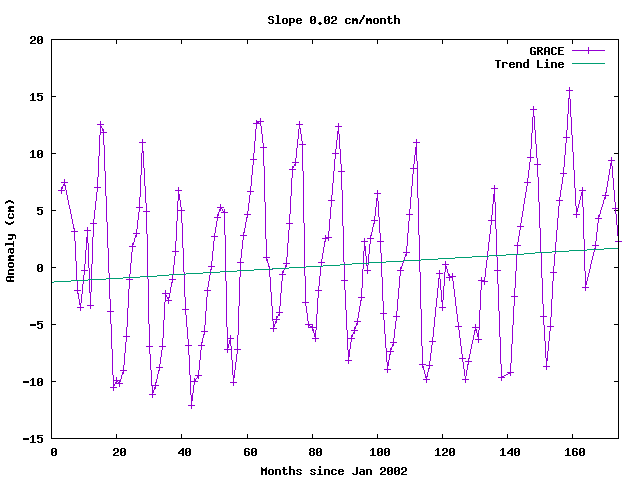 Slope 0.02 cm/month
GRACE
Trend Line
20
15
10
5
0
-5
-10
-15
Anomaly (cm)
0 20 40 60 80 100 120 140 160
Months since Jan 2002